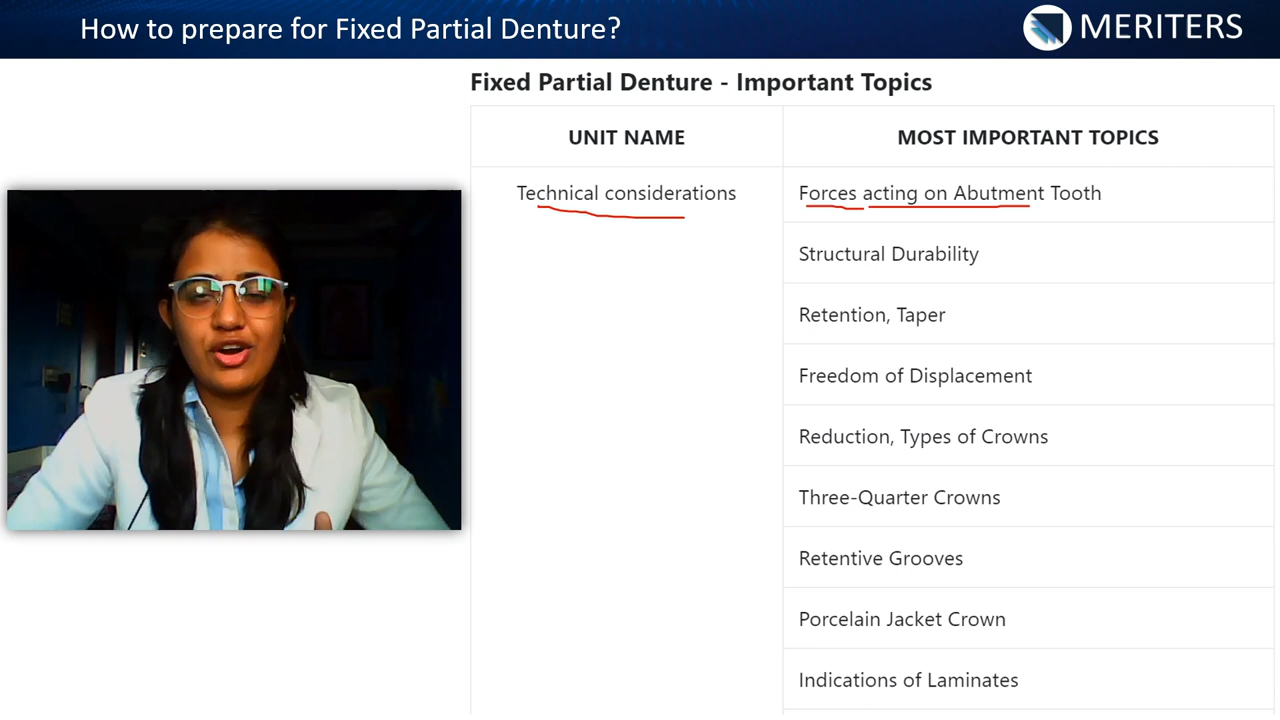 How to prepare for Fixed Partial Denture?
MERITERS
Fixed Partial Denture - Important Topics
UNIT NAME
MOST IMPORTANT TOPICS
Technical considerations
Forces acting on Abutment Tooth
Structural Durability
Retention, Taper
Freedom of Displacement
Reduction, Types of Crowns
Three-Quarter Crowns
Retentive Grooves
Porcelain Jacket Crown
Indications of Laminates